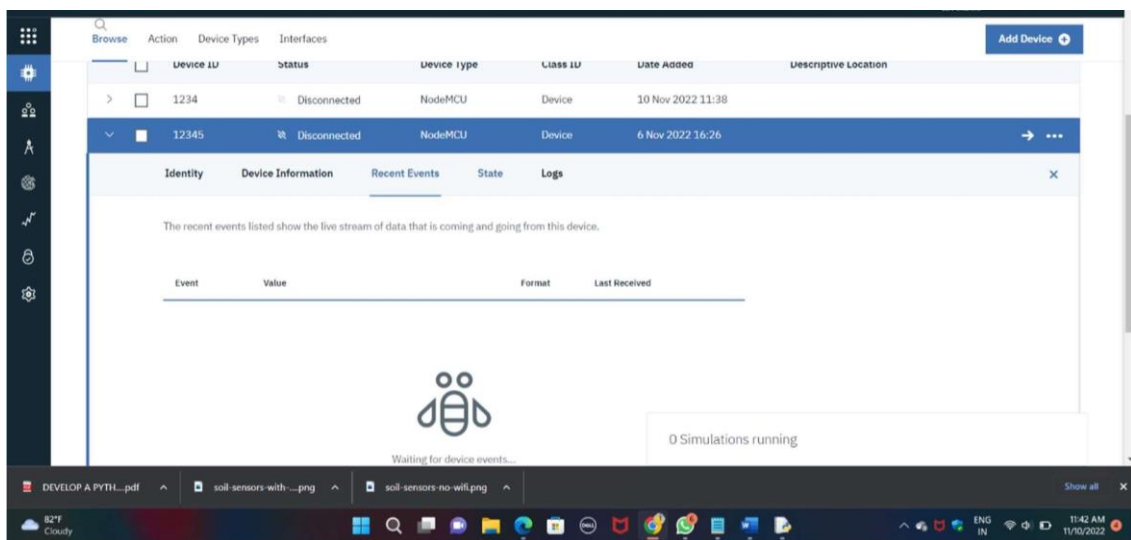 Browse Action Device Types Interfaces Add Device
Device ID Status Device Type Class ID Date Added Descriptive Location
1234 Disconnected NodeMCU Device 10 Nov 2022 11:38
12345 Disconnected NodeMCU Device 6 Nov 2022 16:26
Identity Device Information Recent Events State Logs
The recent events listed show the live stream of data that is coming and going from this device.
Event Value Format Last Received
0 Simulations running
Waiting for device events...
DEVELOP A PYTH....pdf soil-sensors-with-....png soil-sensors-no-wifi.png Show all
82°F
Cloudy
DELL
ENG
IN
11:42 AM
11/10/2022